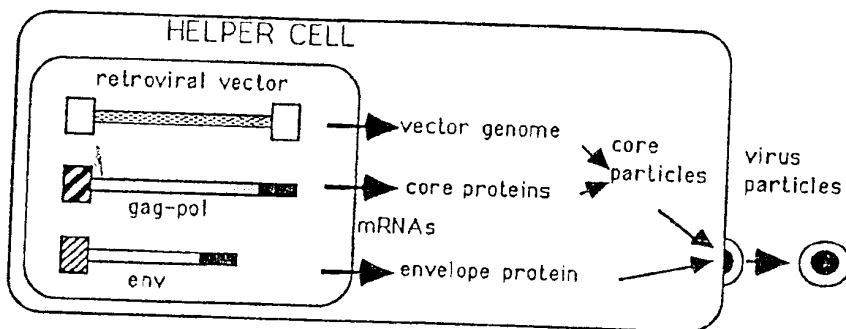 HELPER CELL
retroviral vector
vector genome
core
particles
virus
particles
core proteins
gag-pol
mRNAs
envelope protein
env